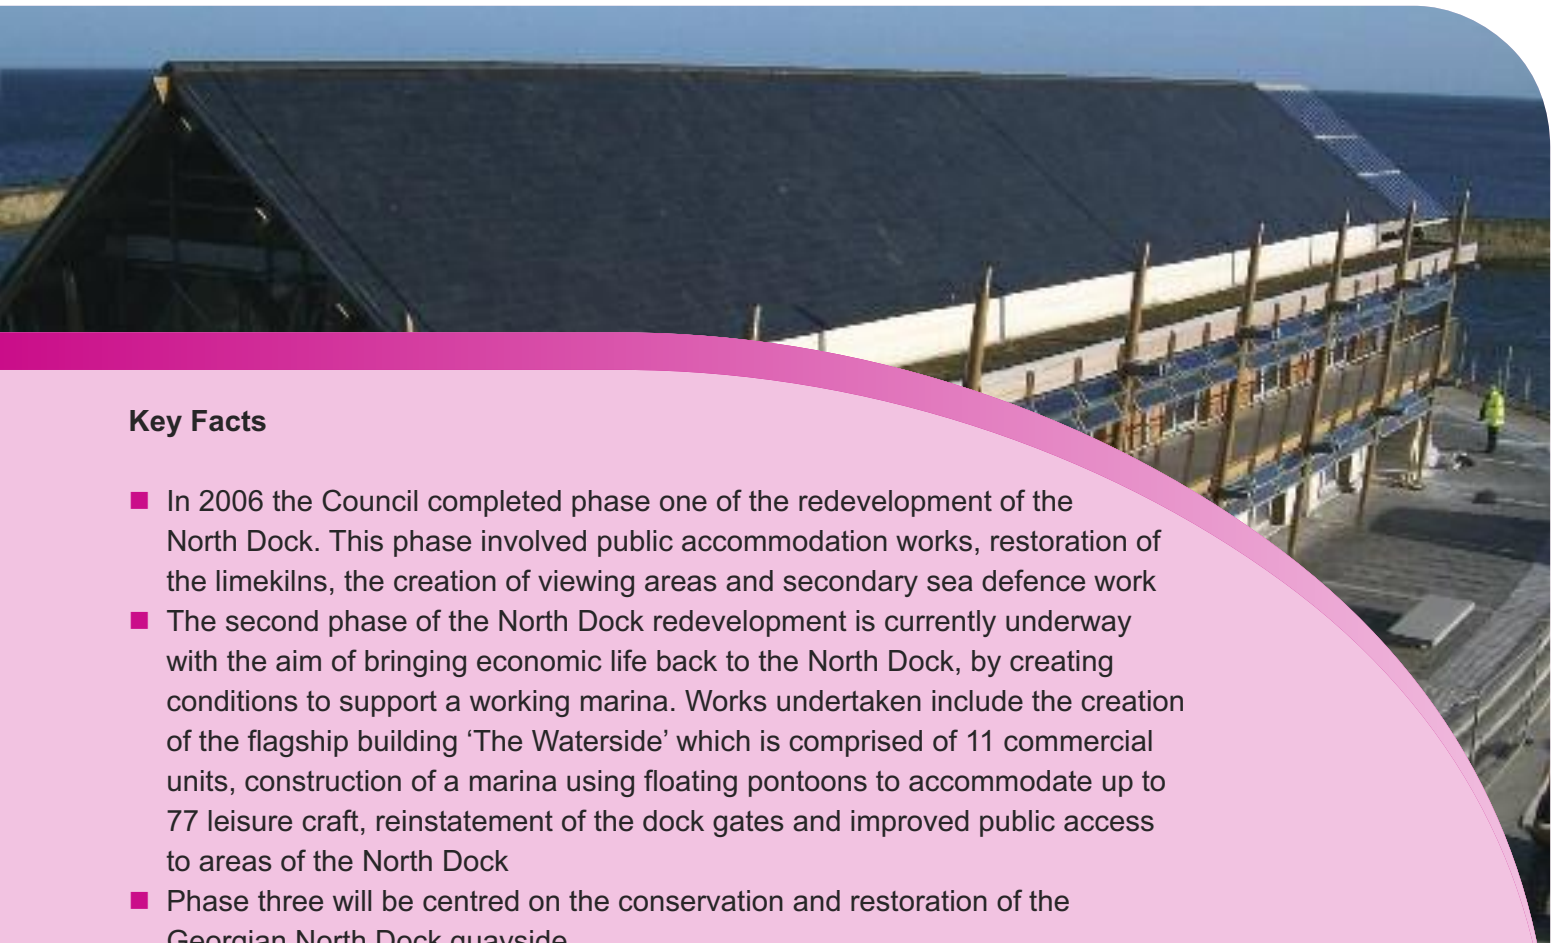 Key Facts
In 2006 the Council completed phase one of the redevelopment of the
North Dock. This phase involved public accommodation works, restoration of
the limekilns, the creation of viewing areas and secondary sea defence work
The second phase of the North Dock redevelopment is currently underway
with the aim of bringing economic life back to the North Dock, by creating
conditions to support a working marina. Works undertaken include the creation
of the flagship building ‘The Waterside’ which is comprised of 11 commercial
units, construction of a marina using floating pontoons to accommodate up to
77 leisure craft, reinstatement of the dock gates and improved public access
to areas of the North Dock
Phase three will be centred on the conservation and restoration of the
Georgian North Dock quayside